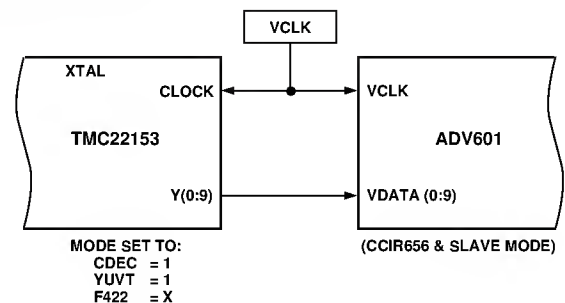 VCLK
XTAL
CLOCK
VCLK
TMC22153
ADV601
Y(0:9)
VDATA (0:9)
MODE SET TO:
CDEC = 1
YUVT = 1
F422 = X
(CCIR656 & SLAVE MODE)